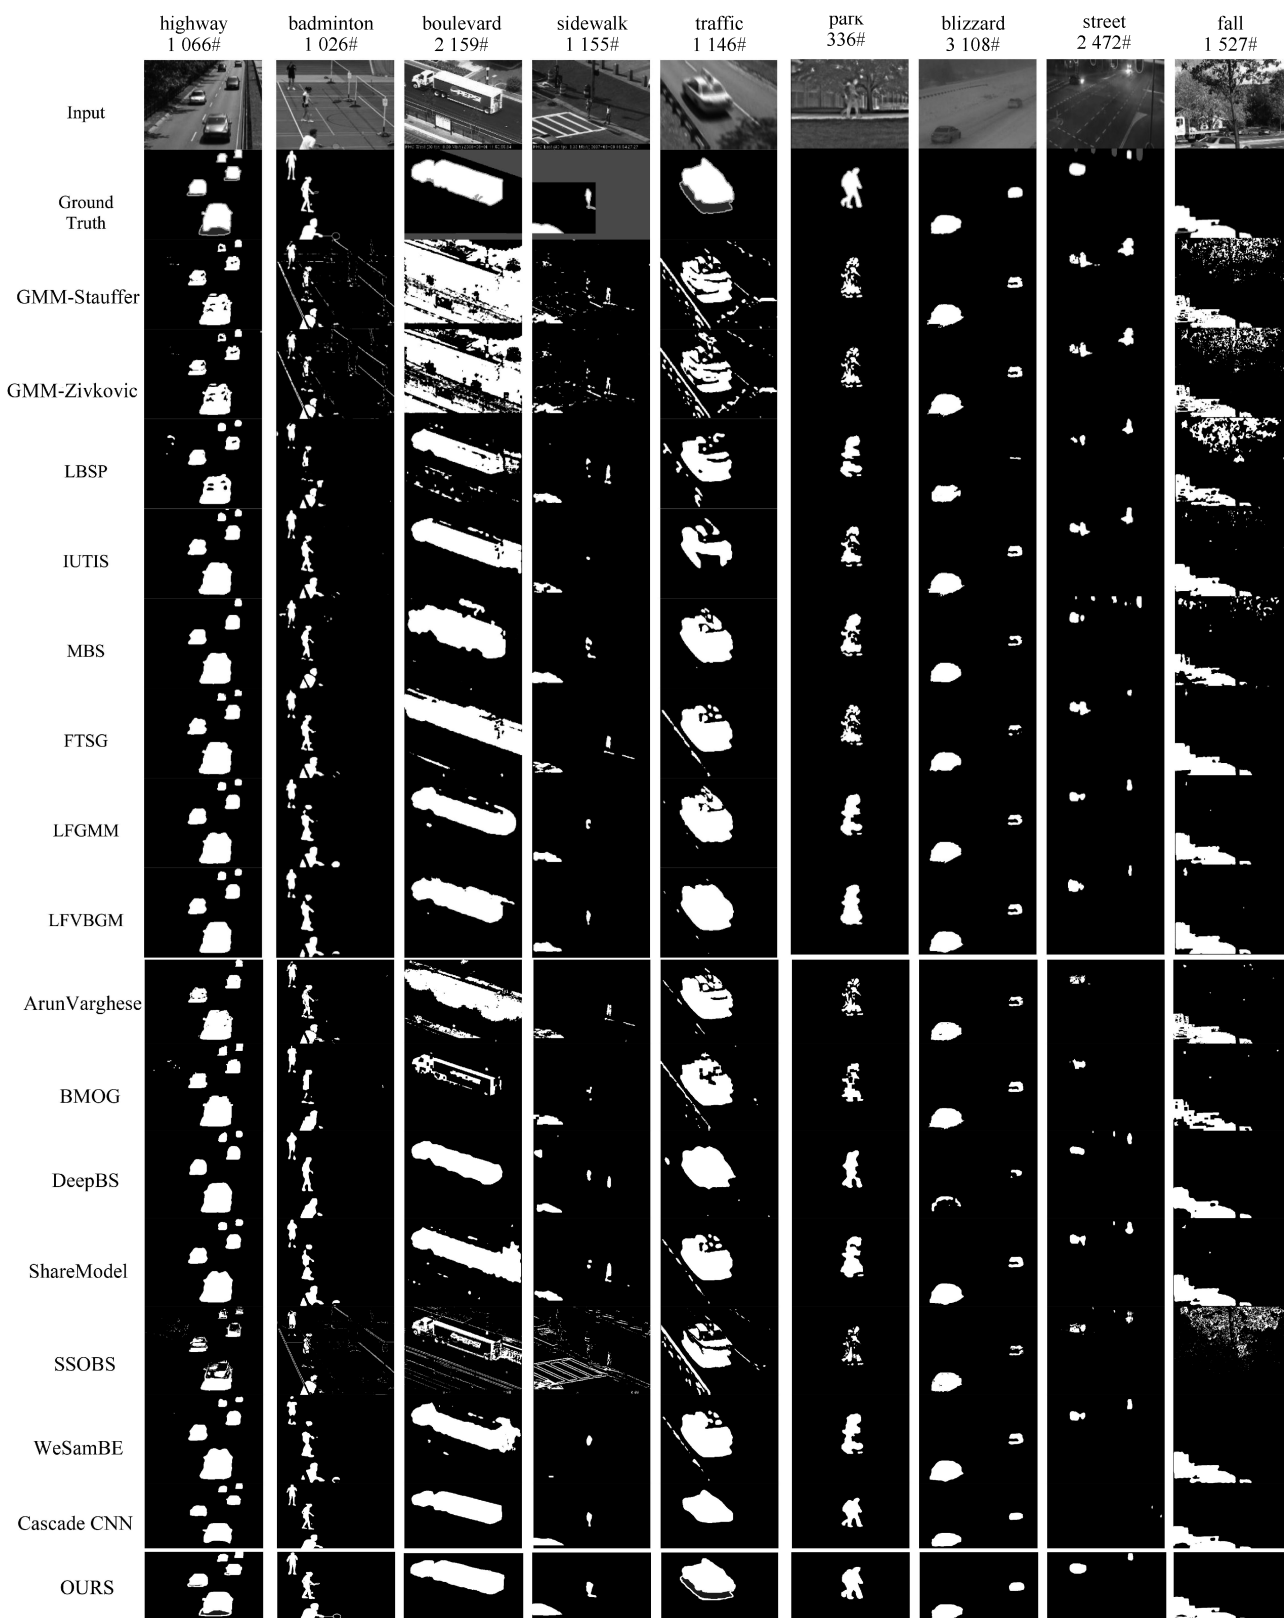 highway badminton boulevard sidewalk traffic park blizzard street fall
1 066# 1 026# 2 159# 1 155# 1 146# 336# 3 108# 2 472# 1 527#
Input
PEPSI
Ground
Truth
GMM-Stauffer
GMM-Zivkovic
LBSP
IUTIS
MBS
FTSG
LFGMM
LFVBGM
ArunVarghese
BMOG
DeepBS
ShareModel
SSOBS
PEPSI
WeSamBE
Cascade CNN
OURS